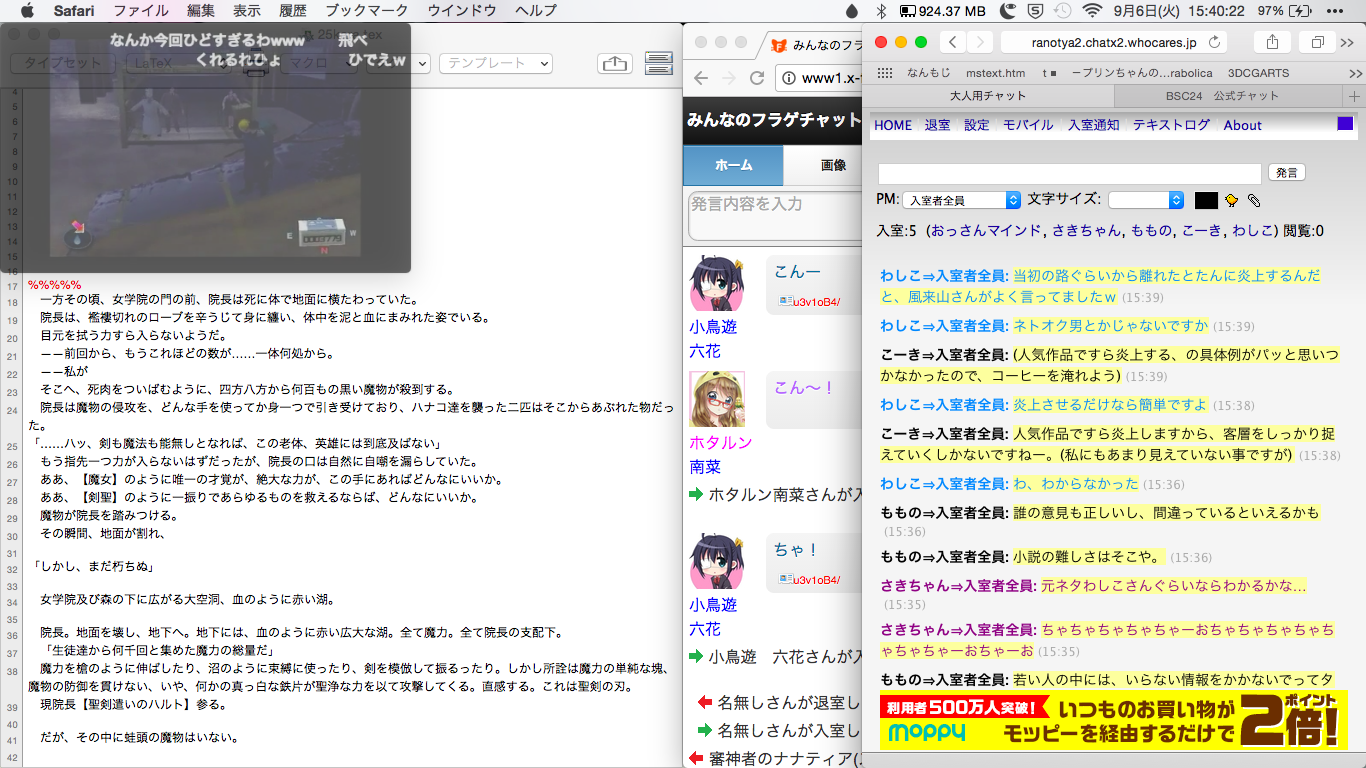 Safari ファイル 編集 表示 履歴 ブックマーク ウインドウ ヘルプ
924.37 MB 9月6日(火) 15:40:22 97%
なんか今回ひどすぎるわwww 飛べ
くれるれひょ ひでえw
タイプセット LaTeX マクロ テンプレート
E W
N
4
5
6
7
8
9
10
11
12
13
14
15
16
17 %%%%%
18 一方その頃、女学院の門の前、院長は死に体で地面に横たわっていた。
19 院長は、襤褸切れのローブを辛うじて身に纏い、体中を泥と血にまみれた姿でいる。
20 目元を拭う力すら入らないようだ。
21 ーー前回から、もうこれほどの数が……一体何処から。
22 ーー私が
23 そこへ、死肉をついばむように、四方八方から何百もの黒い魔物が殺到する。
24 院長は魔物の侵攻を、どんな手を使ってか身一つで引き受けており、ハナコ達を襲った二匹はそこからあぶれた物だっ
た。
25 「……ハッ、剣も魔法も能無しとなれば、この老体、英雄には到底及ばない」
26 もう指先一つ力が入らないはずだったが、院長の口は自然に自嘲を漏らしていた。
27 ああ、【魔女】のように唯一の才覚が、絶大な力が、この手にあればどんなにいいか。
28 ああ、【剣聖】のように一振りであらゆるものを救えるならば、どんなにいいか。
29 魔物が院長を踏みつける。
30 その瞬間、地面が割れ、
31
32 「しかし、まだ朽ちぬ」
33
34 女学院及び森の下に広がる大空洞、血のように赤い湖。
35
36 院長。地面を壊し、地下へ。地下には、血のように赤い広大な湖。全て魔力。全て院長の支配下。
37 「生徒達から何千回と集めた魔力の総量だ」
38 魔力を槍のように伸ばしたり、沼のように束縛に使ったり、剣を模倣して振るったり。しかし所詮は魔力の単純な塊、
魔物の防御を貫けない、いや、何かの真っ白な鉄片が聖浄な力を以て攻撃してくる。直感する。これは聖剣の刃。
39 現院長【聖剣遣いのハルト】参る。
40
41 だが、その中に蛙頭の魔物はいない。
42
みんなのフラ
www1.x-
みんなのフラゲチャット
ホーム 画像
発言内容を入力
こんー
u3v1oB4/
小鳥遊
六花
こん〜！
ホタルン
南菜
ホタルン南菜さんが入
ちゃ！
u3v1oB4/
小鳥遊
六花
小鳥遊 六花さんが入
名無しさんが退室し
名無しさんが入室し
審神者のナナティア(
ranotya2.chatx2.whocares.jp
なんもじ mstext.htm t ープリンちゃんの...rabolica 3DCGARTS
大人用チャット BSC24 公式チャット
HOME 退室 設定 モバイル 入室通知 テキストログ About
発言
PM: 入室者全員 文字サイズ:
入室:5 (おっさんマインド, さきちゃん, ももの, こーき, わしこ) 閲覧:0
わしこ⇒入室者全員: 当初の路ぐらいから離れたとたんに炎上するんだ
と、風来山さんがよく言ってましたｗ (15:39)
わしこ⇒入室者全員: ネトオク男とかじゃないですか (15:39)
こーき⇒入室者全員: (人気作品ですら炎上する、の具体例がパッと思いつ
かなかったので、コーヒーを淹れよう) (15:39)
わしこ⇒入室者全員: 炎上させるだけなら簡単ですよ (15:38)
こーき⇒入室者全員: 人気作品ですら炎上しますから、客層をしっかり捉
えていくしかないですねー。(私にもあまり見えていない事ですが) (15:38)
わしこ⇒入室者全員: わ、わからなかった (15:36)
ももの⇒入室者全員: 誰の意見も正しいし、間違っているといえるかも
(15:36)
ももの⇒入室者全員: 小説の難しさはそこや。 (15:36)
さきちゃん⇒入室者全員: 元ネタわしこさんぐらいならわかるかな...
(15:35)
さきちゃん⇒入室者全員: ちゃちゃちゃちゃちゃーおちゃちゃちゃちゃち
ゃちゃちゃーおちゃーお (15:35)
ももの⇒入室者全員: 若い人の中には、いらない情報をかかないでってタ
利用者500万人突破！ いつものお買い物が ポイント
moppy モッピーを経由するだけで 2倍！